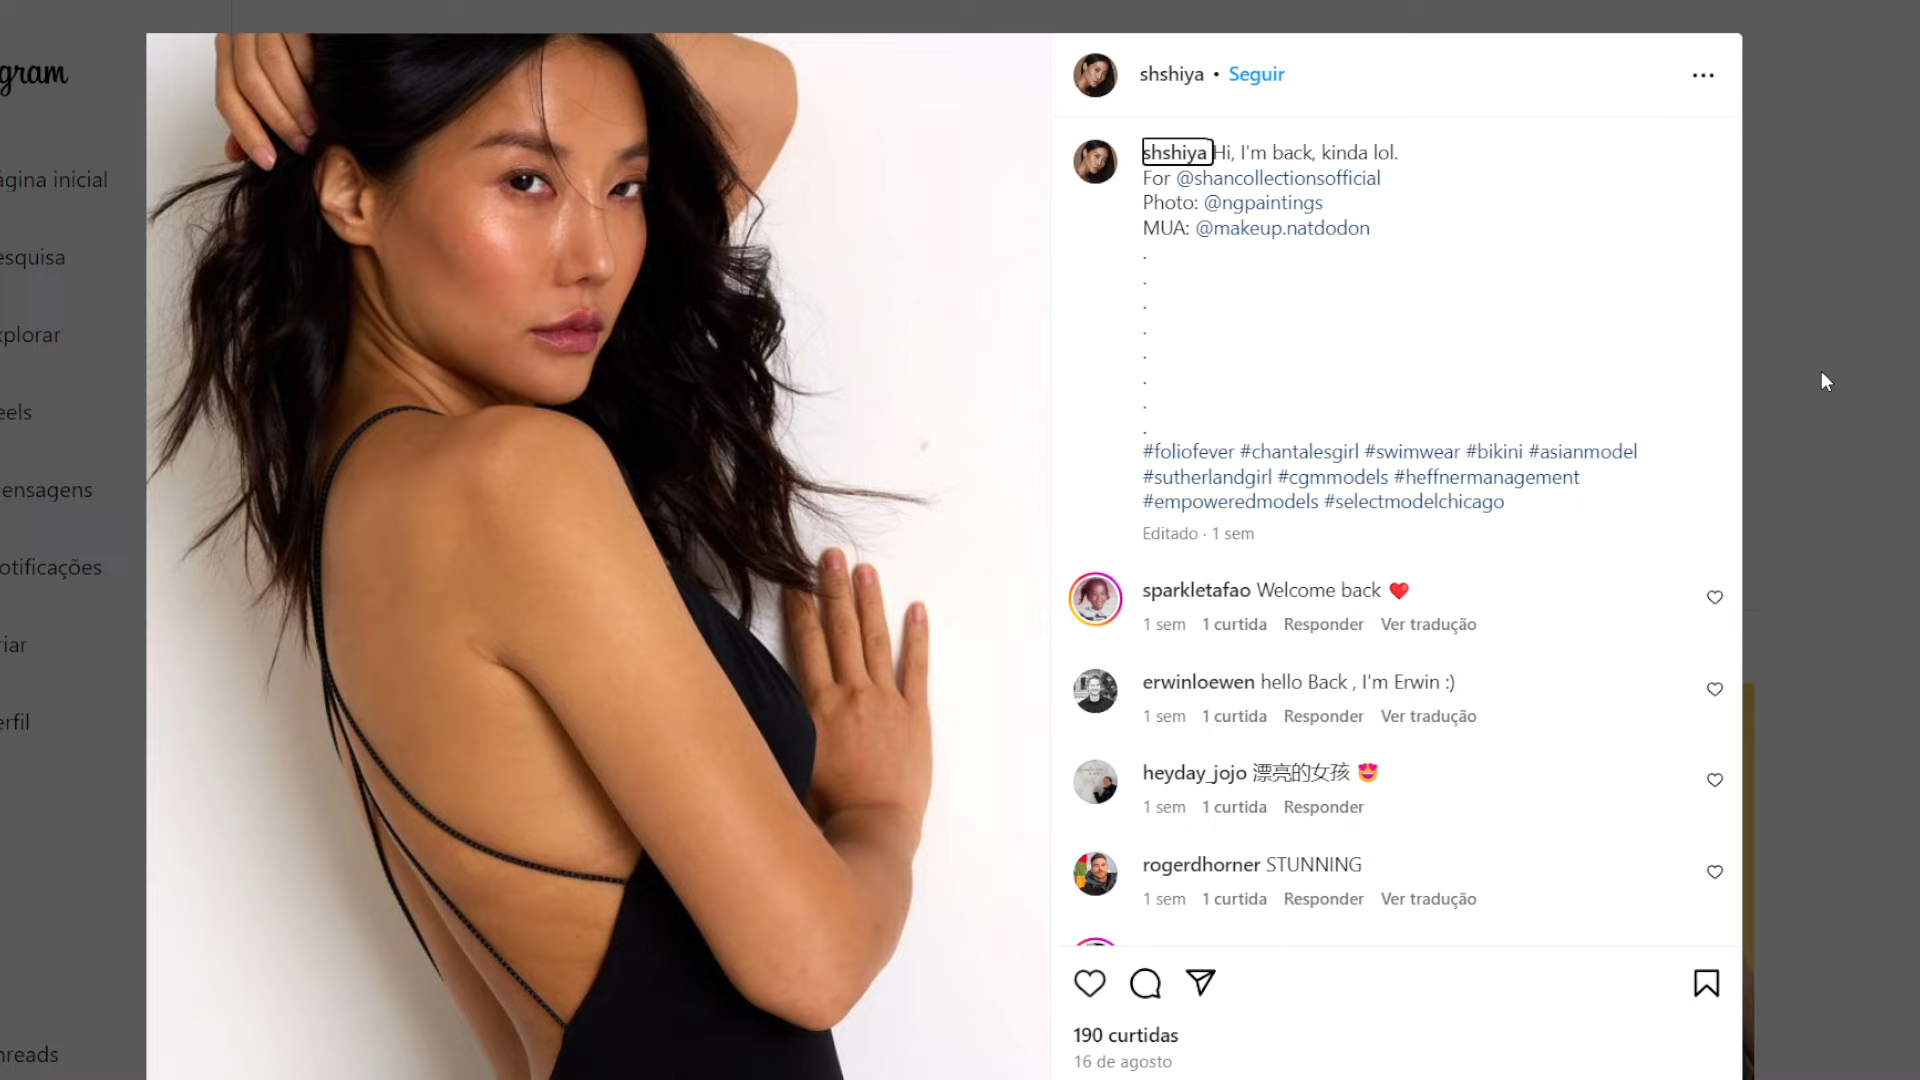 gram
ágina inicial
esquisa
xplorar
eels
ensagens
otificações
riar
erfil
hreads
shshiya • Seguir
shshiya Hi, I'm back, kinda lol.
For @shancollectionsofficial
Photo: @ngpaintings
MUA: @makeup.natdodon
.
.
.
.
.
.
.
.
#foliofever #chantalesgirl #swimwear #bikini #asianmodel
#sutherlandgirl #cgmmodels #heffnermanagement
#empoweredmodels #selectmodelchicago
Editado · 1 sem
sparkletafao Welcome back ❤️
1 sem 1 curtida Responder Ver tradução
erwinloewen hello Back , I'm Erwin :)
1 sem 1 curtida Responder Ver tradução
heyday_jojo 漂亮的女孩 😍
1 sem 1 curtida Responder
rogerdhorner STUNNING
1 sem 1 curtida Responder Ver tradução
190 curtidas
16 de agosto